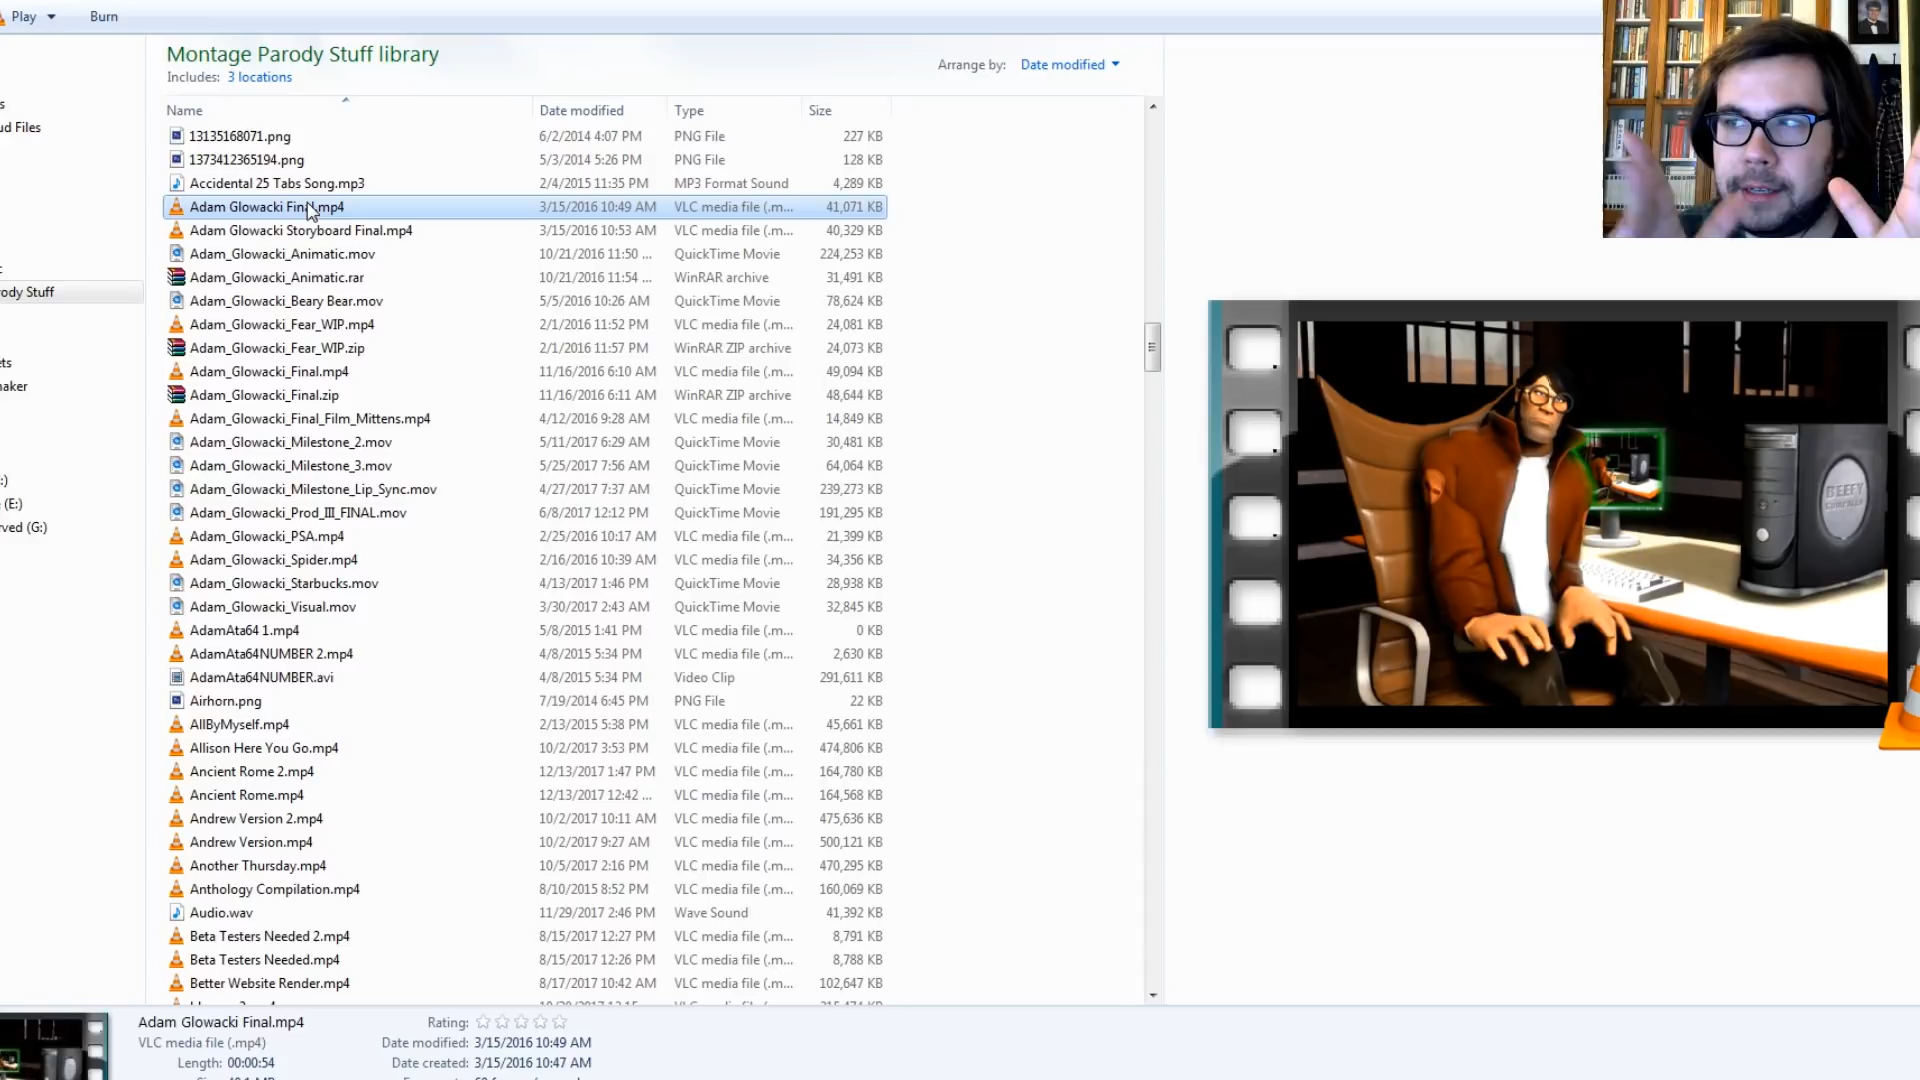 Play Burn
Montage Parody Stuff library
Includes: 3 locations
Arrange by: Date modified
Name Date modified Type Size
13135168071.png 6/2/2014 4:07 PM PNG File 227 KB
1373412365194.png 5/3/2014 5:26 PM PNG File 128 KB
Accidental 25 Tabs Song.mp3 2/4/2015 11:35 PM MP3 Format Sound 4,289 KB
Adam Glowacki Final.mp4 3/15/2016 10:49 AM VLC media file (.m... 41,071 KB
Adam Glowacki Storyboard Final.mp4 3/15/2016 10:53 AM VLC media file (.m... 40,329 KB
Adam_Glowacki_Animatic.mov 10/21/2016 11:50 ... QuickTime Movie 224,253 KB
Adam_Glowacki_Animatic.rar 10/21/2016 11:54 ... WinRAR archive 31,491 KB
Adam_Glowacki_Beary Bear.mov 5/5/2016 10:26 AM QuickTime Movie 78,624 KB
Adam_Glowacki_Fear_WIP.mp4 2/1/2016 11:52 PM VLC media file (.m... 24,081 KB
Adam_Glowacki_Fear_WIP.zip 2/1/2016 11:57 PM WinRAR ZIP archive 24,073 KB
Adam_Glowacki_Final.mp4 11/16/2016 6:10 AM VLC media file (.m... 49,094 KB
Adam_Glowacki_Final.zip 11/16/2016 6:11 AM WinRAR ZIP archive 48,644 KB
Adam_Glowacki_Final_Film_Mittens.mp4 4/12/2016 9:28 AM VLC media file (.m... 14,849 KB
Adam_Glowacki_Milestone_2.mov 5/11/2017 6:29 AM QuickTime Movie 30,481 KB
Adam_Glowacki_Milestone_3.mov 5/25/2017 7:56 AM QuickTime Movie 64,064 KB
Adam_Glowacki_Milestone_Lip_Sync.mov 4/27/2017 7:37 AM QuickTime Movie 239,273 KB
Adam_Glowacki_Prod_III_FINAL.mov 6/8/2017 12:12 PM QuickTime Movie 191,295 KB
Adam_Glowacki_PSA.mp4 2/25/2016 10:17 AM VLC media file (.m... 21,399 KB
Adam_Glowacki_Spider.mp4 2/16/2016 10:39 AM VLC media file (.m... 34,356 KB
Adam_Glowacki_Starbucks.mov 4/13/2017 1:46 PM QuickTime Movie 28,938 KB
Adam_Glowacki_Visual.mov 3/30/2017 2:43 AM QuickTime Movie 32,845 KB
AdamAta64 1.mp4 5/8/2015 1:41 PM VLC media file (.m... 0 KB
AdamAta64NUMBER 2.mp4 4/8/2015 5:34 PM VLC media file (.m... 2,630 KB
AdamAta64NUMBER.avi 4/8/2015 5:34 PM Video Clip 291,611 KB
Airhorn.png 7/19/2014 6:45 PM PNG File 22 KB
AllByMyself.mp4 2/13/2015 5:38 PM VLC media file (.m... 45,661 KB
Allison Here You Go.mp4 10/2/2017 3:53 PM VLC media file (.m... 474,806 KB
Ancient Rome 2.mp4 12/13/2017 1:47 PM VLC media file (.m... 164,780 KB
Ancient Rome.mp4 12/13/2017 12:42 ... VLC media file (.m... 164,568 KB
Andrew Version 2.mp4 10/2/2017 10:11 AM VLC media file (.m... 475,636 KB
Andrew Version.mp4 10/2/2017 9:27 AM VLC media file (.m... 500,121 KB
Another Thursday.mp4 10/5/2017 2:16 PM VLC media file (.m... 470,295 KB
Anthology Compilation.mp4 8/10/2015 8:52 PM VLC media file (.m... 160,069 KB
Audio.wav 11/29/2017 2:46 PM Wave Sound 41,392 KB
Beta Testers Needed 2.mp4 8/15/2017 12:27 PM VLC media file (.m... 8,791 KB
Beta Testers Needed.mp4 8/15/2017 12:26 PM VLC media file (.m... 8,788 KB
Better Website Render.mp4 8/17/2017 10:42 AM VLC media file (.m... 102,647 KB
s
ud Files
ody Stuff
ets
aker
:)
(E:)
rved (G:)
BEEFY
Adam Glowacki Final.mp4 Rating:
VLC media file (.mp4) Date modified: 3/15/2016 10:49 AM
Length: 00:00:54 Date created: 3/15/2016 10:47 AM